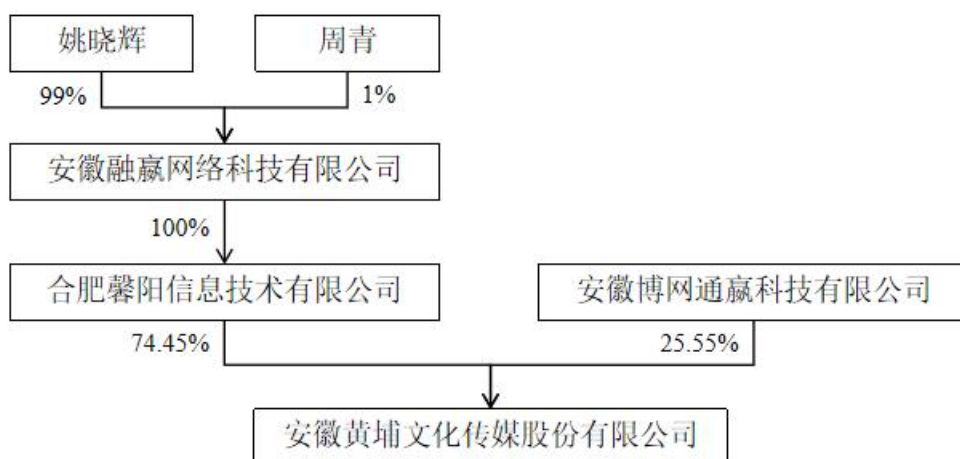 姚晓辉
周青
99%
1%
安徽融赢网络科技有限公司
100%
合肥馨阳信息技术有限公司
安徽博网通赢科技有限公司
74.45%
25.55%
安徽黄埔文化传媒股份有限公司